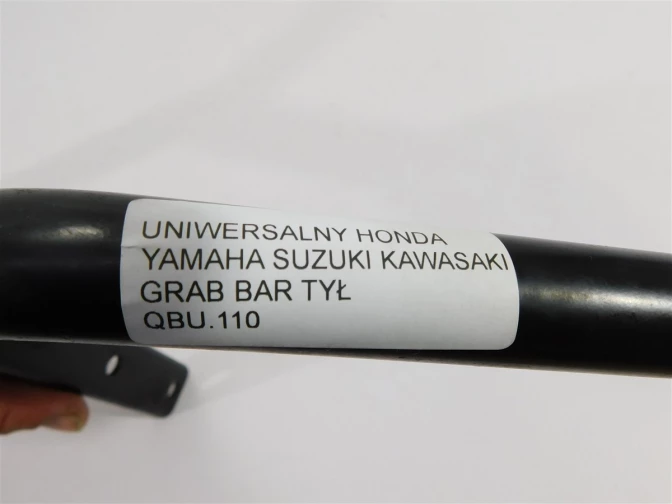 UNIWERSALNY HONDA
YAMAHA SUZUKI KAWASAKI
GRAB BAR TYŁ
QBU.110